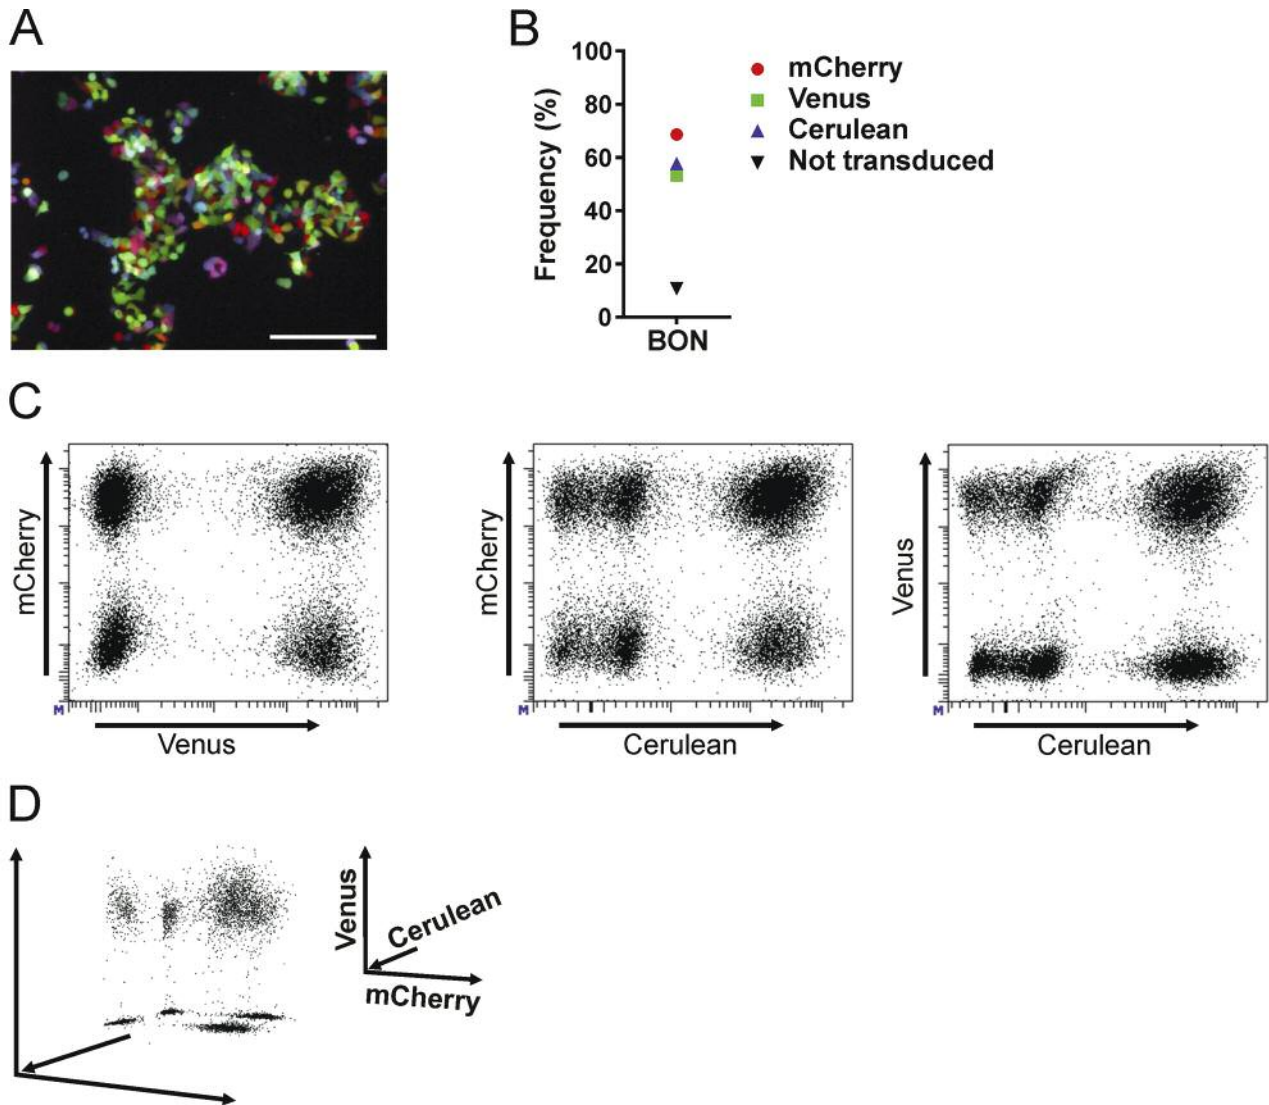 A
B
100
80
60
40
20
0
Frequency (%)
BON
mCherry
Venus
Cerulean
Not transduced
C
mCherry
M
Venus
mCherry
M
Cerulean
Venus
M
Cerulean
D
Venus
Cerulean
mCherry